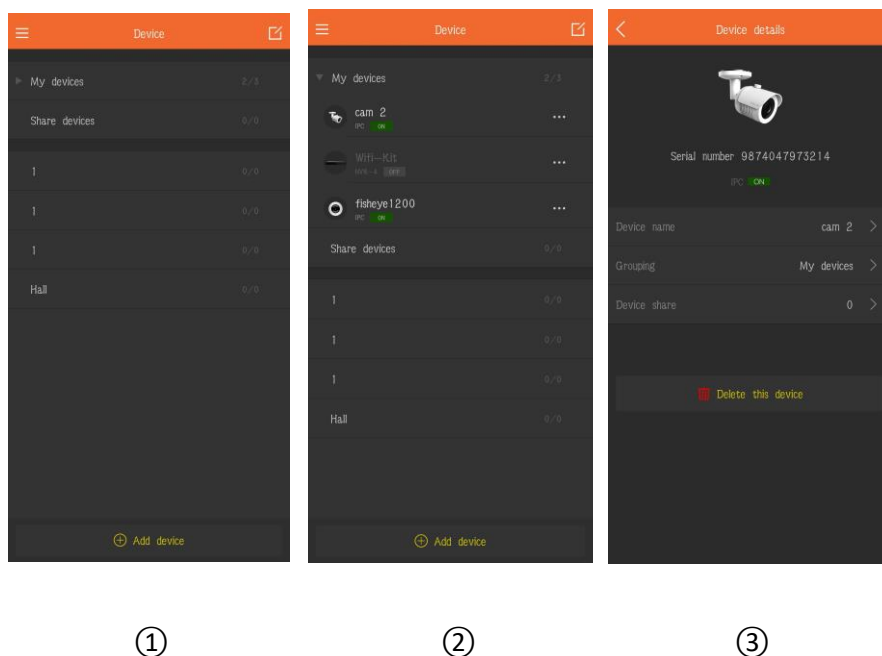 Device
My devices 2/3
Share devices 0/0
1 0/0
1 0/0
1 0/0
Hall 0/0
Add device
Device
My devices 2/3
cam 2
IPC ON
Wifi-Kit
OFF
fisheye1200
IPC ON
Share devices 0/0
1 0/0
1 0/0
1 0/0
Hall 0/0
Add device
Device details
Serial number 9874047973214
IPC ON
Device name cam 2
Grouping My devices
Device share 0
Delete this device
① ② ③